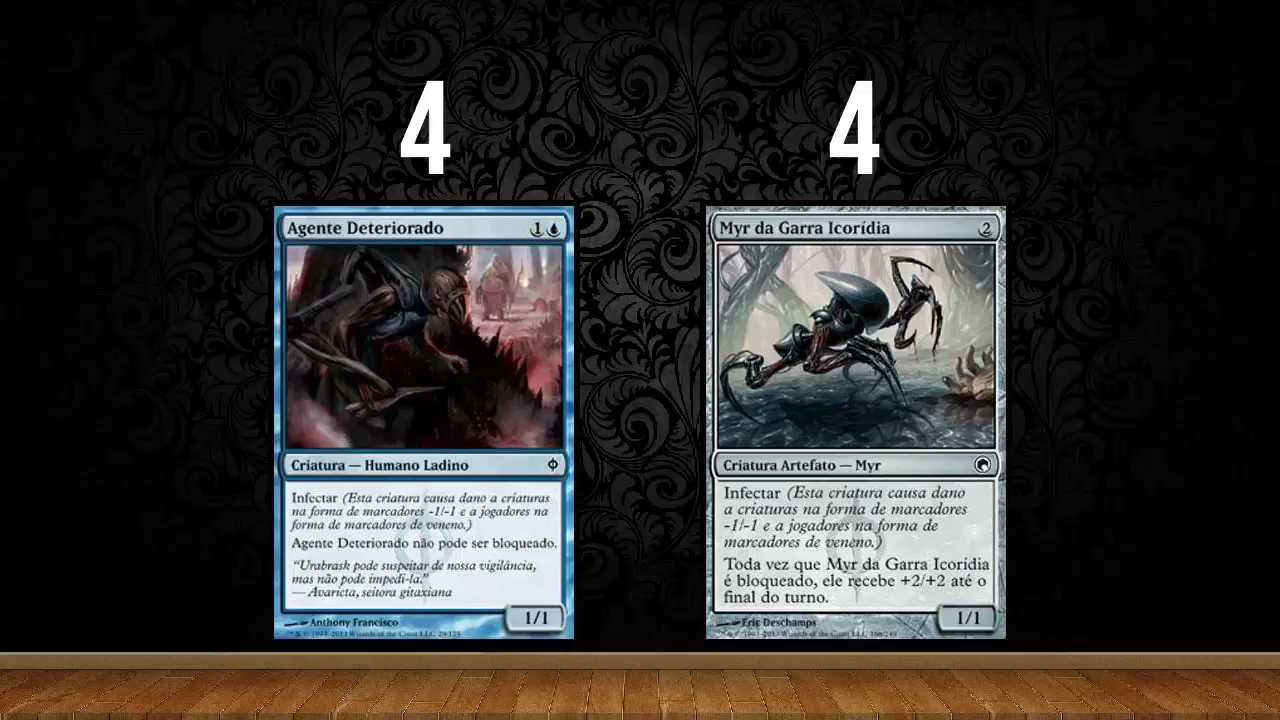 4
4
Agente Deteriorado 1
Criatura — Humano Ladino
Infectar (Esta criatura causa dano a criaturas
na forma de marcadores -1/-1 e a jogadores na
forma de marcadores de veneno.)
Agente Deteriorado não pode ser bloqueado.
“Urabrask pode suspeitar de nossa vigilância,
mas não pode impedi-la.”
— Avaricta, seitora gitaxiana
1/1
Anthony Francisco
Myr da Garra Icorídia 2
Criatura Artefato — Myr
Infectar (Esta criatura causa dano
a criaturas na forma de marcadores
-1/-1 e a jogadores na forma de
marcadores de veneno.)
Toda vez que Myr da Garra Icorídia
é bloqueado, ele recebe +2/+2 até o
final do turno.
1/1
Eric Deschamps